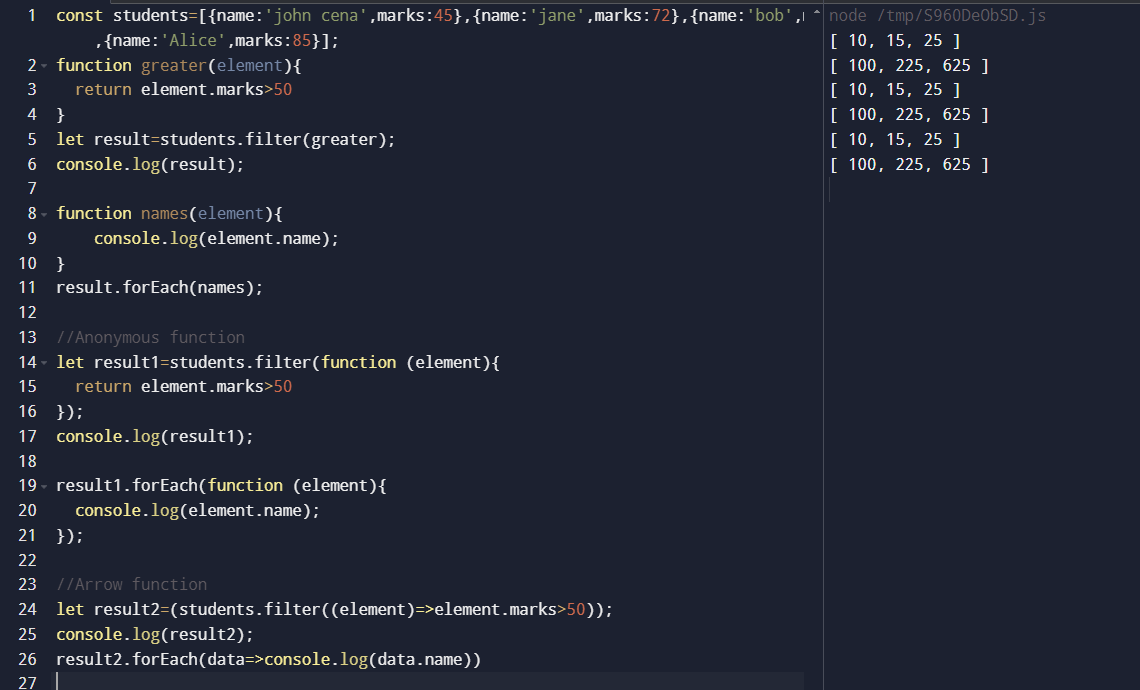 1 const students=[{name:'john cena',marks:45},{name:'jane',marks:72},{name:'bob',
,{name:'Alice',marks:85}];
2 function greater(element){
3 return element.marks>50
4 }
5 let result=students.filter(greater);
6 console.log(result);
7
8 function names(element){
9 console.log(element.name);
10 }
11 result.forEach(names);
12
13 //Anonymous function
14 let result1=students.filter(function (element){
15 return element.marks>50
16 });
17 console.log(result1);
18
19 result1.forEach(function (element){
20 console.log(element.name);
21 });
22
23 //Arrow function
24 let result2=(students.filter((element)=>element.marks>50));
25 console.log(result2);
26 result2.forEach(data=>console.log(data.name))
27
node /tmp/S960DeObSD.js
[ 10, 15, 25 ]
[ 100, 225, 625 ]
[ 10, 15, 25 ]
[ 100, 225, 625 ]
[ 10, 15, 25 ]
[ 100, 225, 625 ]